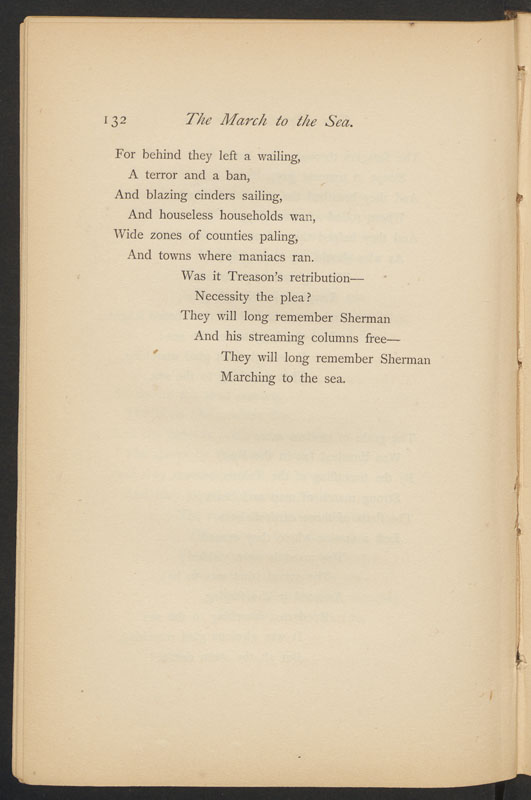 132 The March to the Sea.
For behind they left a wailing,
A terror and a ban,
And blazing cinders sailing,
And houseless households wan,
Wide zones of counties paling,
And towns where maniacs ran.
Was it Treason's retribution—
Necessity the plea?
They will long remember Sherman
And his streaming columns free—
They will long remember Sherman
Marching to the sea.